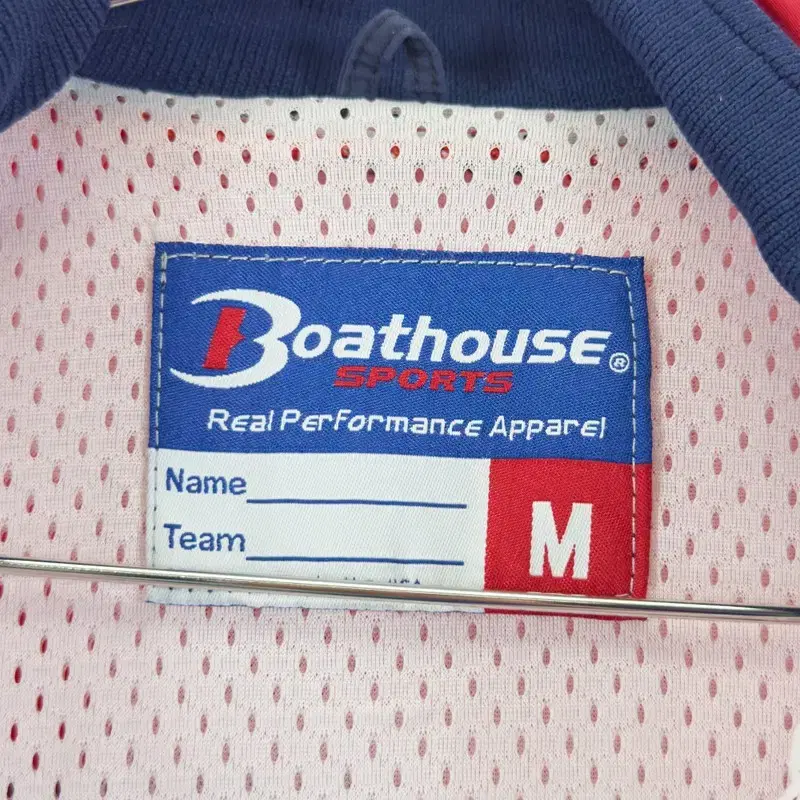 Boathouse®
SPORTS
Real Performance Apparel
Name
Team
M